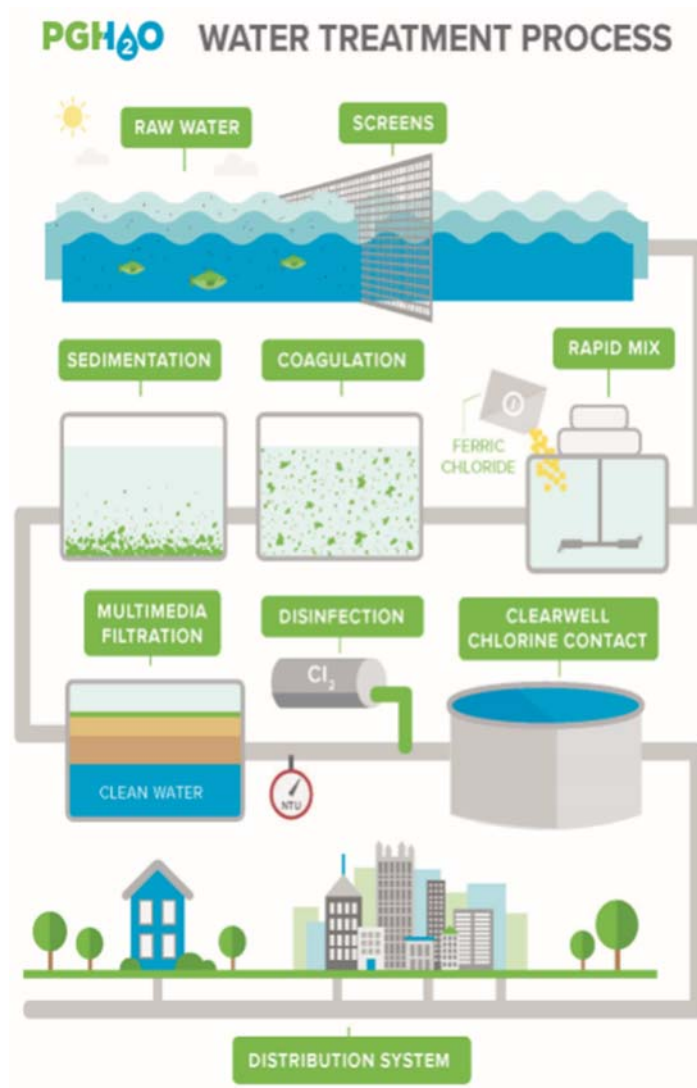 PGH2O WATER TREATMENT PROCESS
RAW WATER
SCREENS
SEDIMENTATION
COAGULATION
RAPID MIX
FERRIC
CHLORIDE
MULTIMEDIA
FILTRATION
DISINFECTION
CLEARWELL
CHLORINE CONTACT
Cl2
CLEAN WATER
NTU
DISTRIBUTION SYSTEM